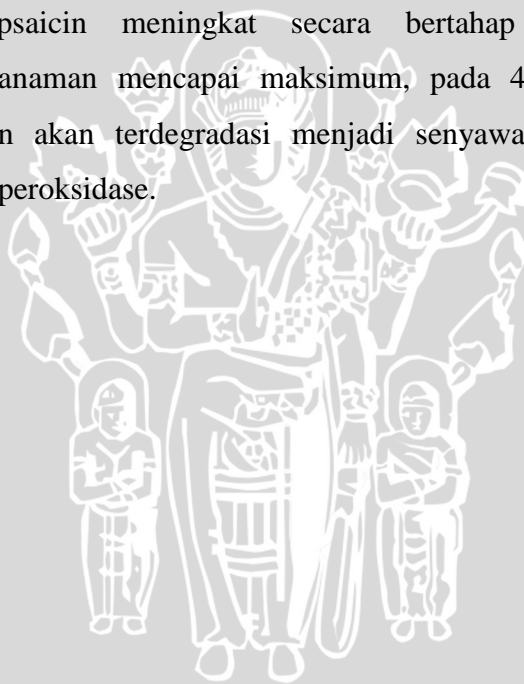 psaicin meningkat secara bertahap
anaman mencapai maksimum, pada 4
n akan terdegradasi menjadi senyawa
peroksidase.